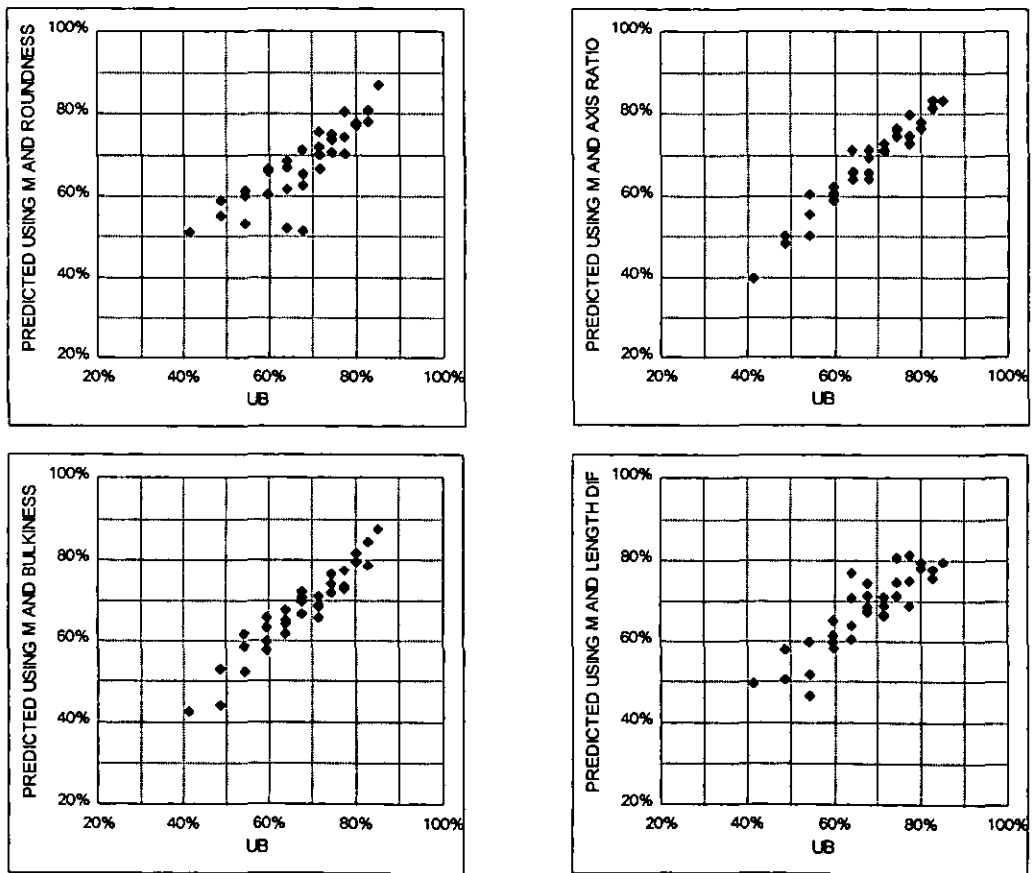 PREDICTED USING M AND ROUNDNESS
100%
80%
60%
40%
20%
20% 40% 60% 80% 100%
UB
PREDICTED USING M AND AXIS RATIO
100%
80%
60%
40%
20%
20% 40% 60% 80% 100%
UB
PREDICTED USING M AND BULKINESS
100%
80%
60%
40%
20%
20% 40% 60% 80% 100%
UB
PREDICTED USING M AND LENGTH DIF
100%
80%
60%
40%
20%
20% 40% 60% 80% 100%
UB